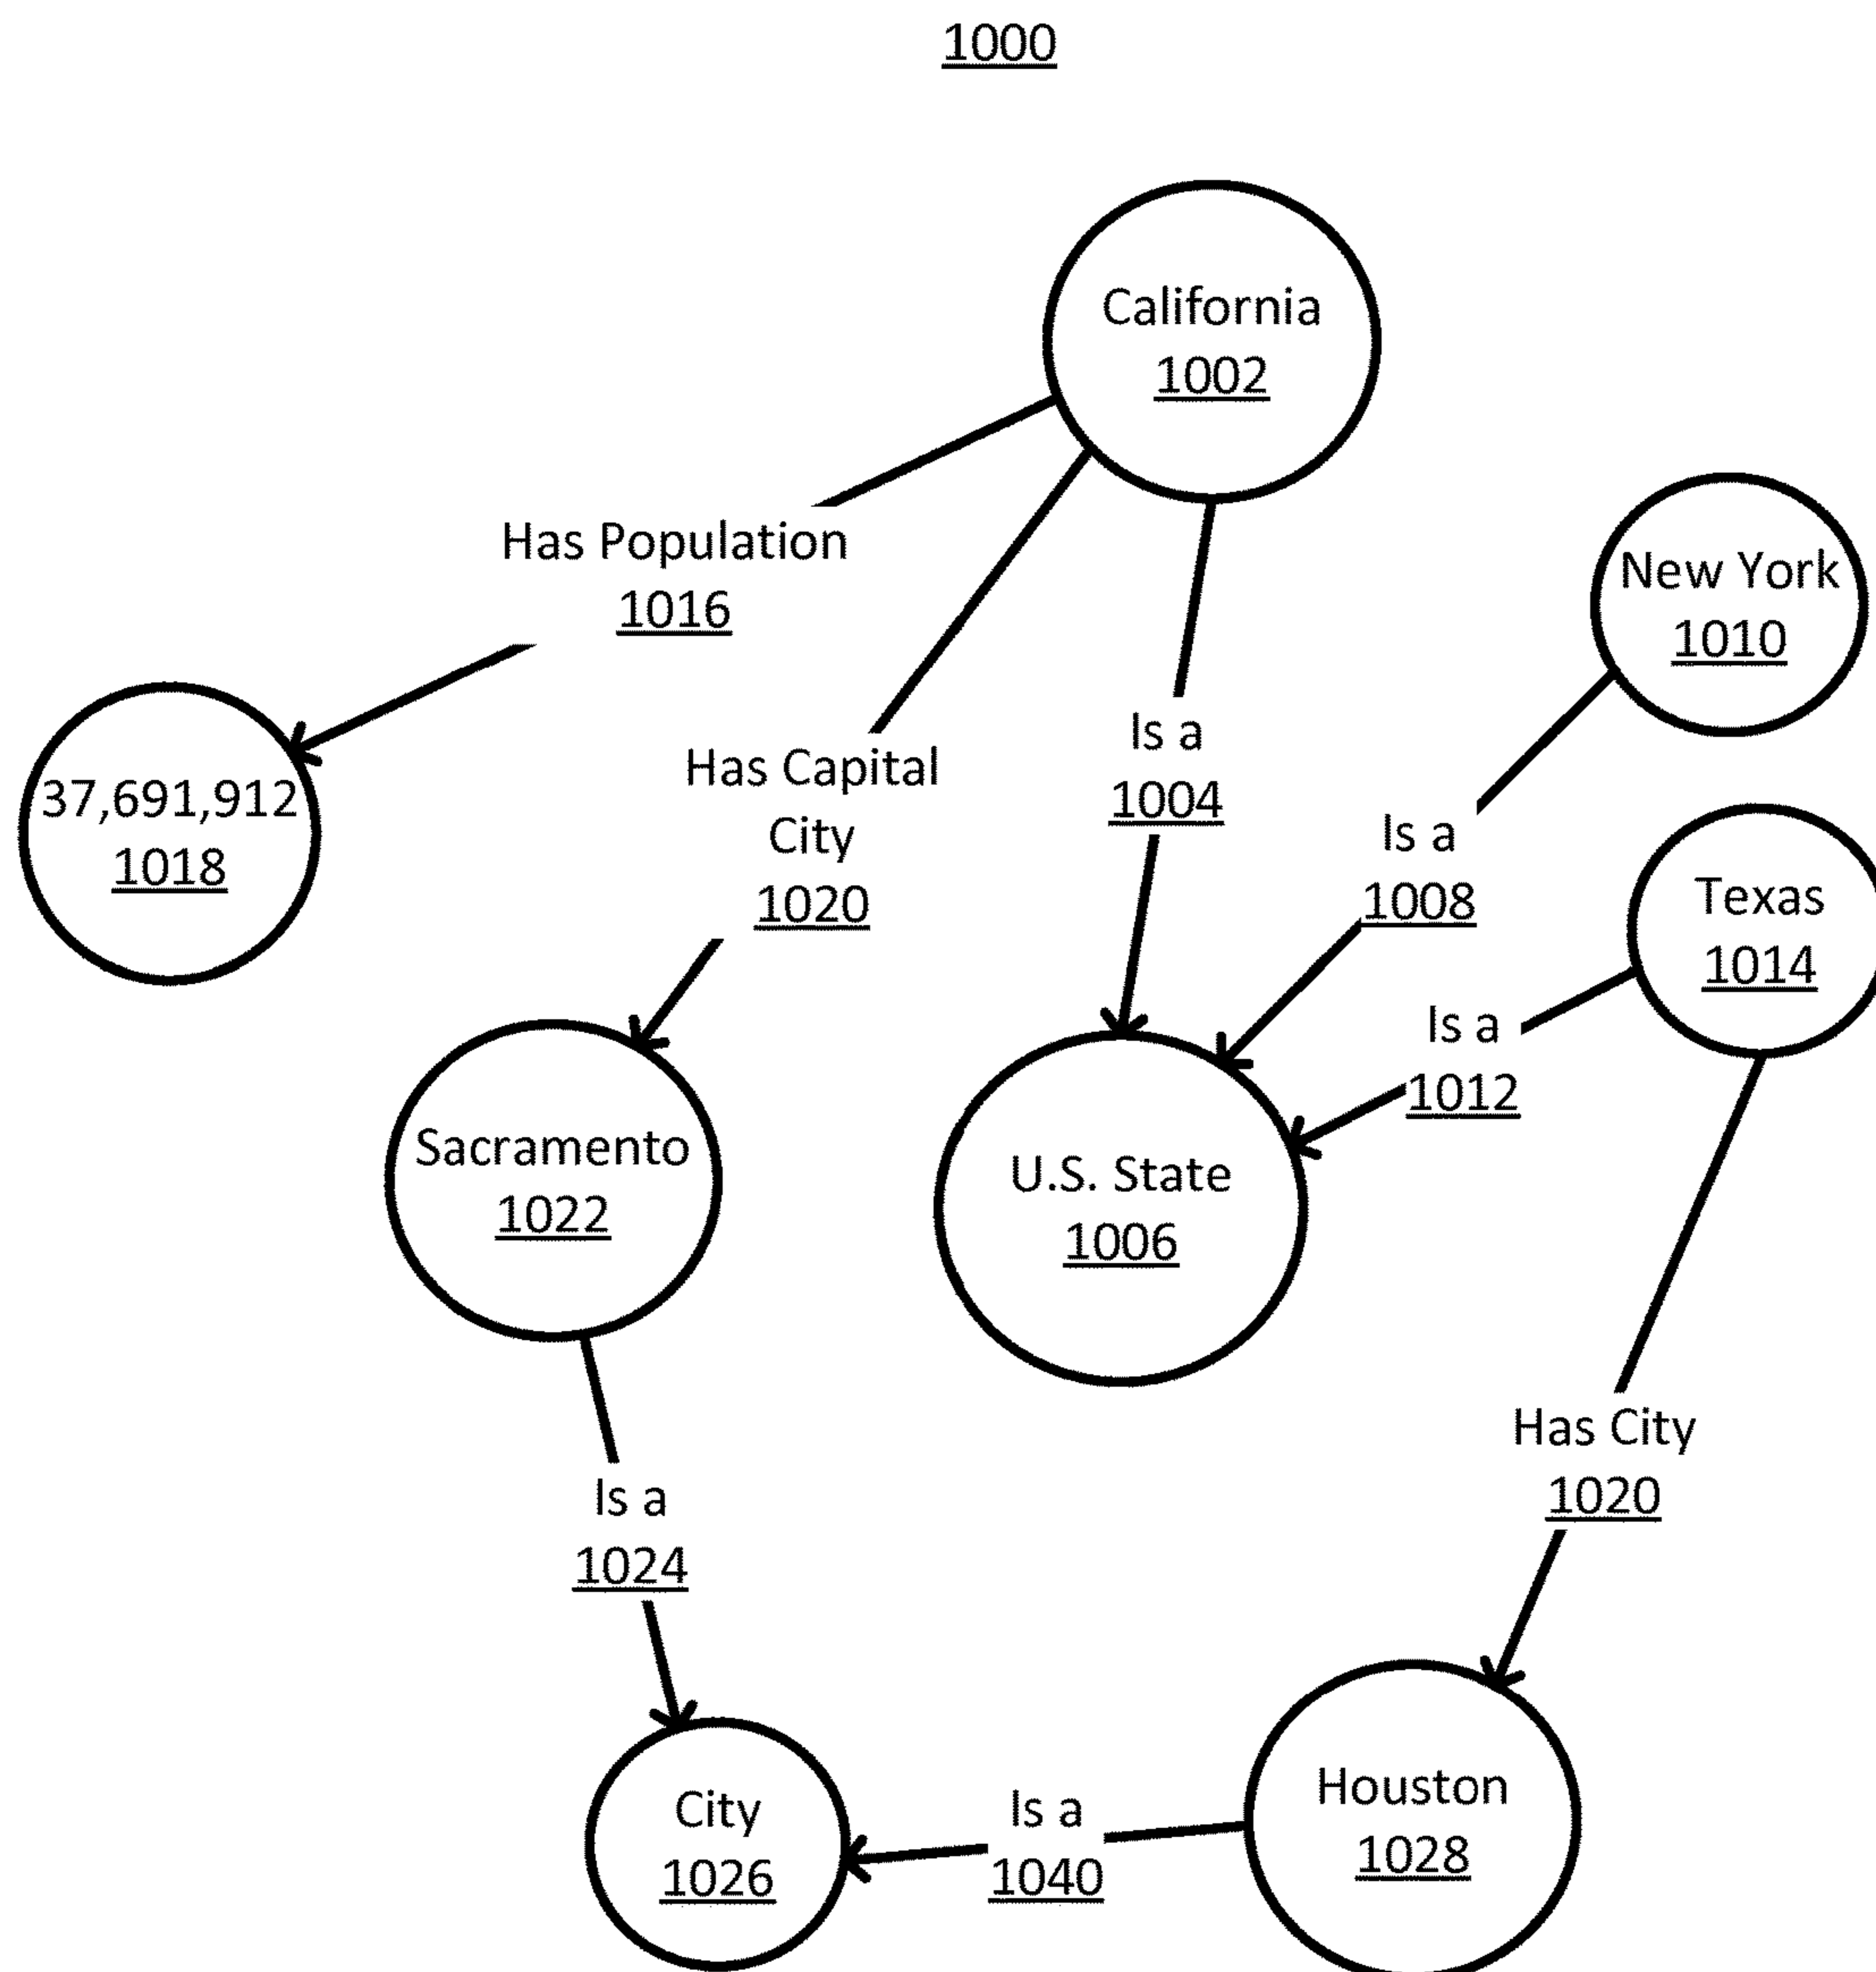 1000
California
1002
Has Population
1016
New York
1010
Is a
1004
Has Capital
City
1020
37,691,912
1018
Is a
1008
Texas
1014
Is a
1012
Sacramento
1022
U.S. State
1006
Has City
1020
Is a
1024
City
1026
Is a
1040
Houston
1028